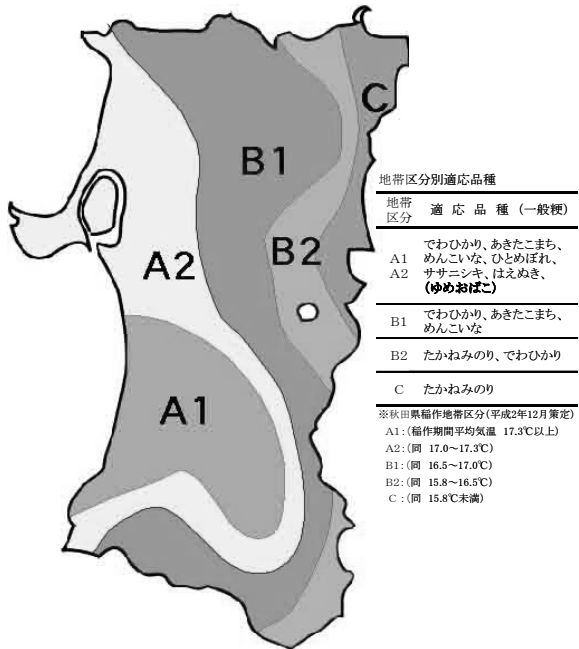 C
B1
B2
A2
A1
地帯区分別適応品種
地帯区分 適応品種(一般粳)
A1 A2 でわひかり、あきたこまち、
めんこいな、ひとめぼれ、
ササニシキ、はえぬき、
(ゆめおばこ)
B1 でわひかり、あきたこまち、
めんこいな
B2 たかねみのり、でわひかり
C たかねみのり
※秋田県稲作地帯区分(平成2年12月策定)
A1:(稲作期間平均気温 17.3℃以上)
A2:(同 17.0~17.3℃)
B1:(同 16.5~17.0℃)
B2:(同 15.8~16.5℃)
C:(同 15.8℃未満)